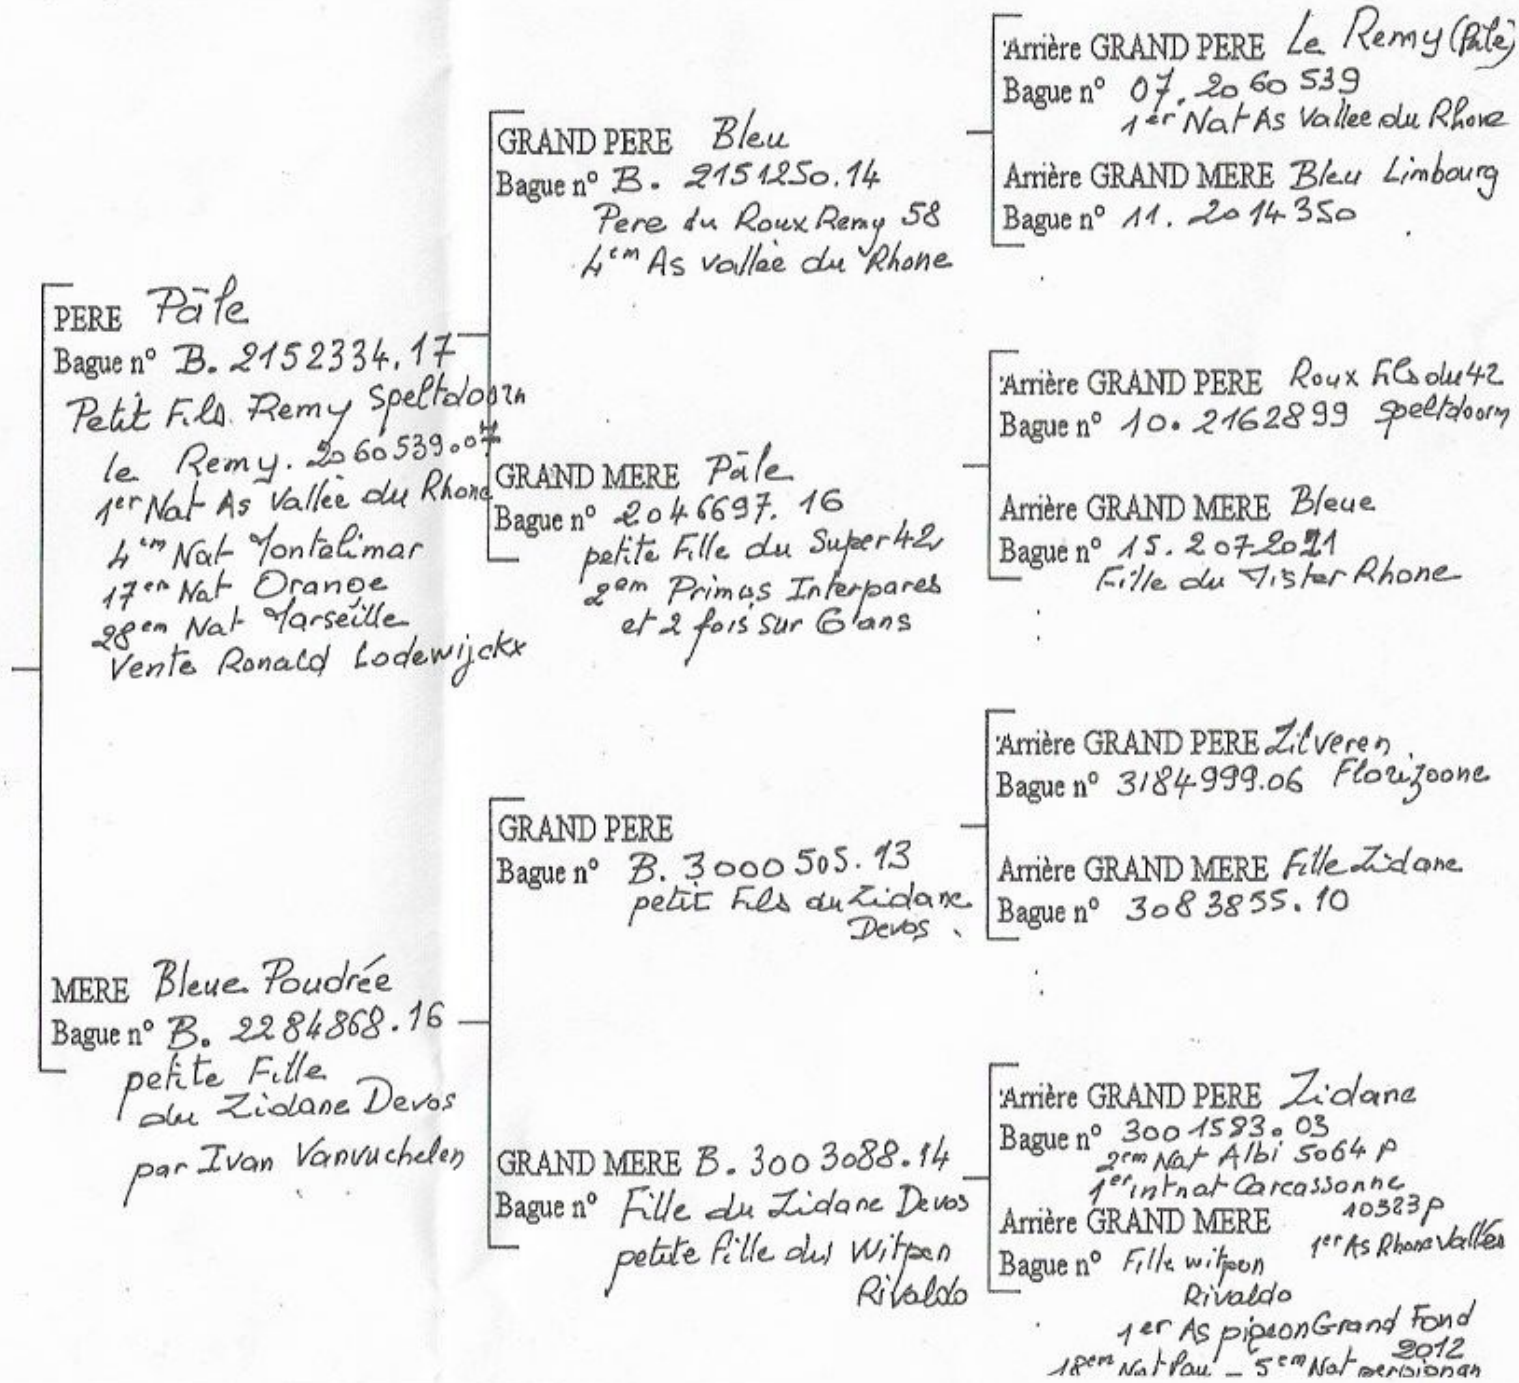 PERE Pâle
Bague n° B. 2152334.17
Petit Fils Remy Speltdoorn
le Remy. 2060539.07
1er Nat As Vallée du Rhone
4em Nat Montelimar
17em Nat Orange
28em Nat Marseille
Vente Ronald Lodewijckx
MERE Bleue Poudrée
Bague n° B. 2284868.16
petite Fille
du Zidane Devos
par Ivan Vanvuchelen
GRAND PERE Bleu
Bague n° B. 2151250.14
Pere du Roux Remy 58
4em As vallée du Rhone
GRAND MERE Pâle
Bague n° 2046697. 16
petite Fille du Super 42
2em Primus Interpares
et 2 fois sur 6 ans
GRAND PERE
Bague n° B. 3000505.13
petit Fils du Zidane
Devos
GRAND MERE B. 3003088.14
Bague n° Fille du Zidane Devos
petite fille du Witpen
Rivaldo
Arrière GRAND PERE Le Remy (Pâle)
Bague n° 07. 2060539
1er Nat As Vallee du Rhone
Arrière GRAND MERE Bleu Limbourg
Bague n° 11. 2014350
Arrière GRAND PERE Roux Fils du 42
Bague n° 10. 2162899 Speltdoorn
Arrière GRAND MERE Bleue
Bague n° 15. 2072021
Fille du Mister Rhone
Arrière GRAND PERE Zilveren
Bague n° 3184999.06 Florizoone
Arrière GRAND MERE Fille Zidane
Bague n° 3083855.10
Arrière GRAND PERE Zidane
Bague n° 3001583.03
2em Nat Albi 5064 P
1er intnat Carcassonne
10323P
Arrière GRAND MERE
1er As Rhone Valley
Bague n° Fille witpen
Rivaldo
1er As pigeon Grand Fond
2012
18em Nat Pau - 5em Nat perpignan